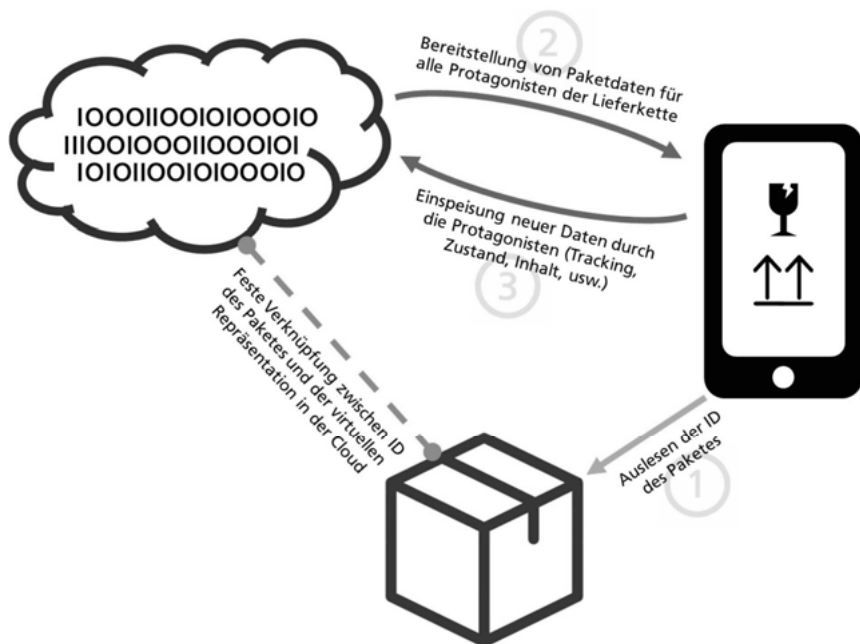 2
Bereitstellung von Paketdaten für
alle Protagonisten der Lieferkette
IOOOIIOOIOIOOOIO
IIIOOIOOOIIOOOIOI
IOIOIIOOIOIOOOIO
Einspeisung neuer Daten durch
die Protagonisten (Tracking,
Zustand, Inhalt, usw.)
3
Feste Verknüpfung zwischen ID
des Paketes und der virtuellen
Repräsentation in der Cloud
Auslesen der ID
des Paketes
1